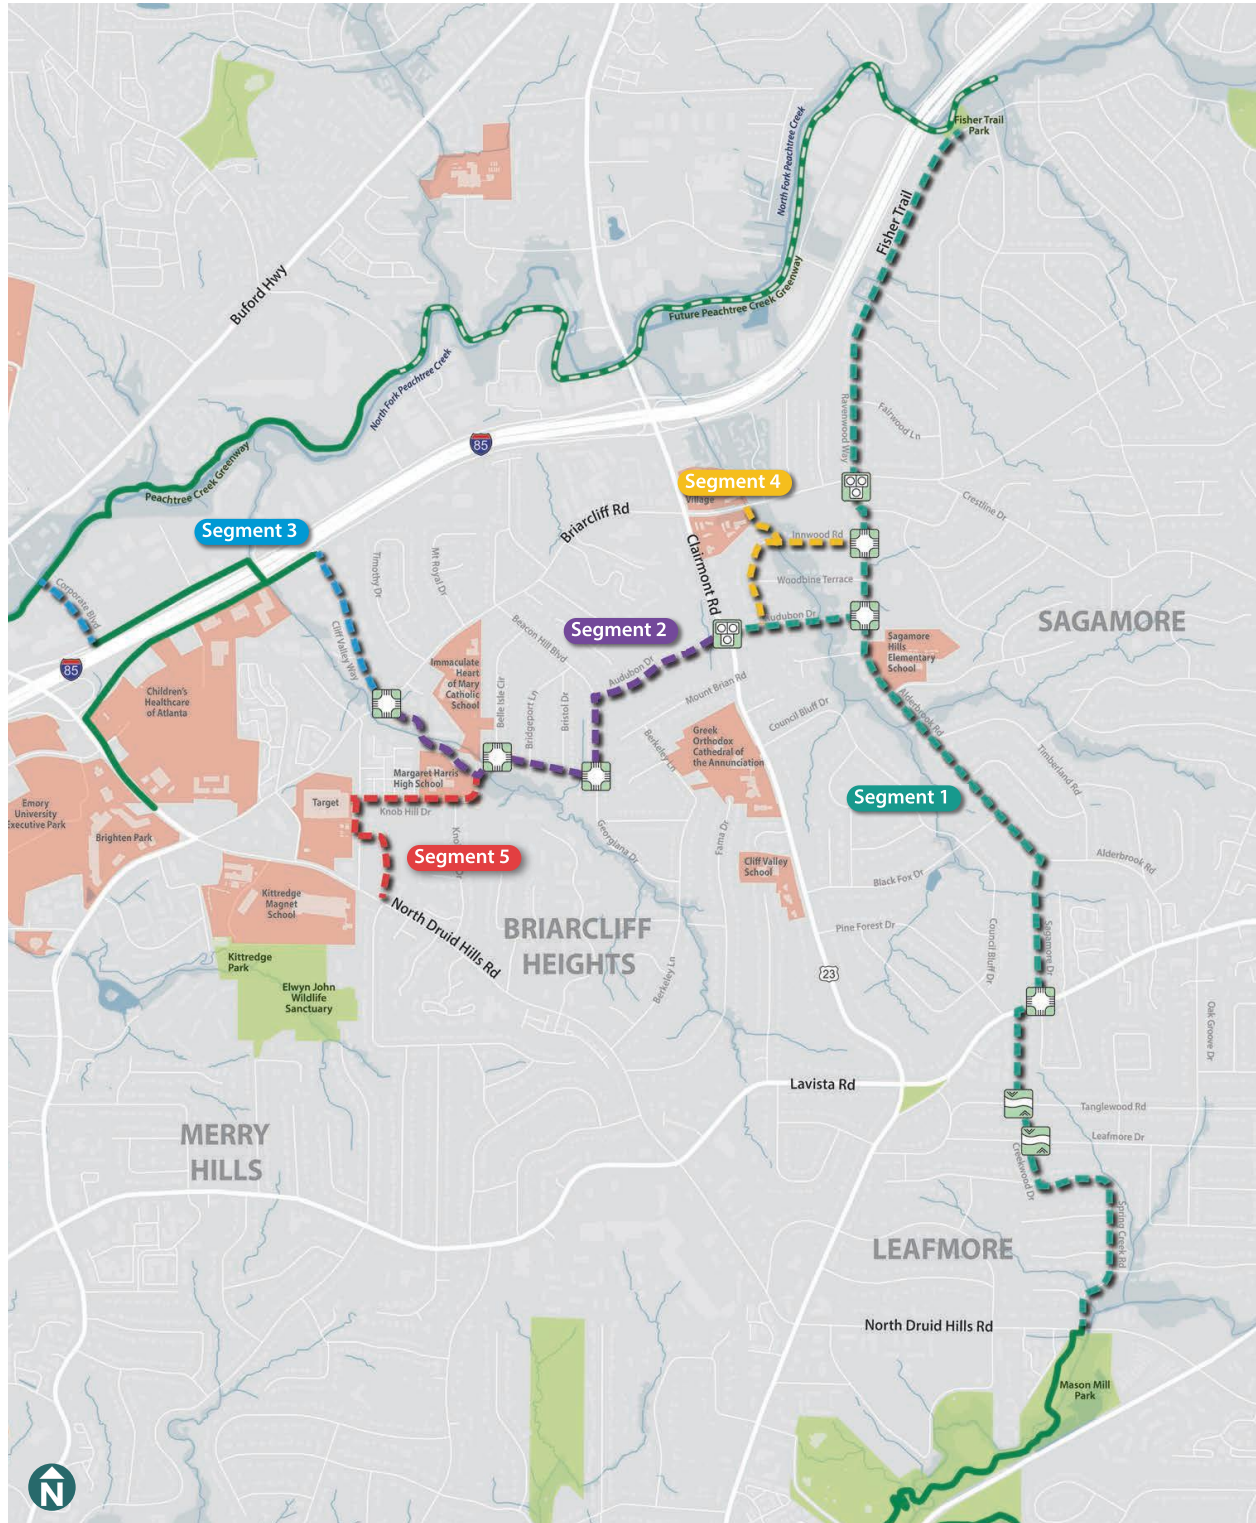 Fisher Trail
Park
North Fork Peachtree Creek
Fisher Trail
Buford Hwy
Future Peachtree Creek Greenway
North Fork Peachtree Creek
Ravenwood Way
Fairwood Ln
85
Peachtree Creek Greenway
Segment 4
Village
Crestline Dr
Segment 3
Briarcliff Rd
Innwood Rd
Clairmont Rd
Timothy Dr
Mt Royal Dr
Woodbine Terrace
Corporate Blvd
Audubon Dr
SAGAMORE
Segment 2
Beacon Hill Blvd
Cliff Valley Way
Sagamore
Hills
Elementary
School
85
Immaculate
Heart
of Mary
Catholic
School
Audubon Dr
Mount Brian Rd
Belle Isle Cir
Bridgeport Ln
Bristol Dr
Children's
Healthcare
of Atlanta
Alderbrook Rd
Council Bluff Dr
Berkeley Ln
Greek
Orthodox
Cathedral of
the Annunciation
Timberland Rd
Margaret Harris
High School
Segment 1
Target
Knob Hill Dr
Emory
University
Executive Park
Brighten Park
Georgiana Dr
Fama Dr
Segment 5
Cliff Valley
School
Alderbrook Rd
Black Fox Dr
Kittredge
Magnet
School
North Druid Hills Rd
BRIARCLIFF
HEIGHTS
Pine Forest Dr
Council Bluff Dr
Sagamore Dr
Kittredge
Park
Berkeley Ln
23
Elwyn John
Wildlife
Sanctuary
Oak Groove Dr
Lavista Rd
Tanglewood Rd
MERRY
HILLS
Leafmore Dr
Creekwood Dr
Spring Creek Rd
LEAFMORE
North Druid Hills Rd
Mason Mill
Park
N